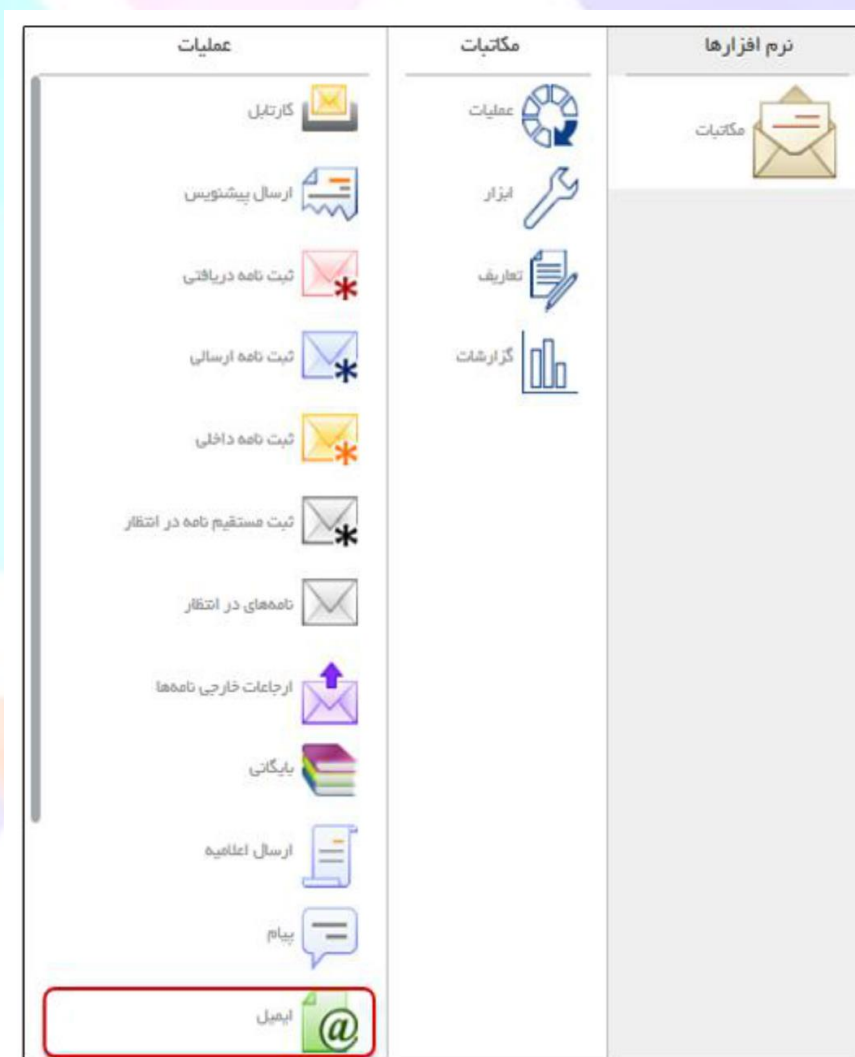 نرم افزارها
مکاتبات
مکاتبات
عملیات
ابزار
تعاریف
گزارشات
عملیات
کارتابل
ارسال پیشنویس
ثبت نامه دریافتی
ثبت نامه ارسالی
ثبت نامه داخلی
ثبت مستقیم نامه در انتظار
نامه‌های در انتظار
ارجاعات خارجی نامه‌ها
بایگانی
ارسال اعلامیه
پیام
ایمیل